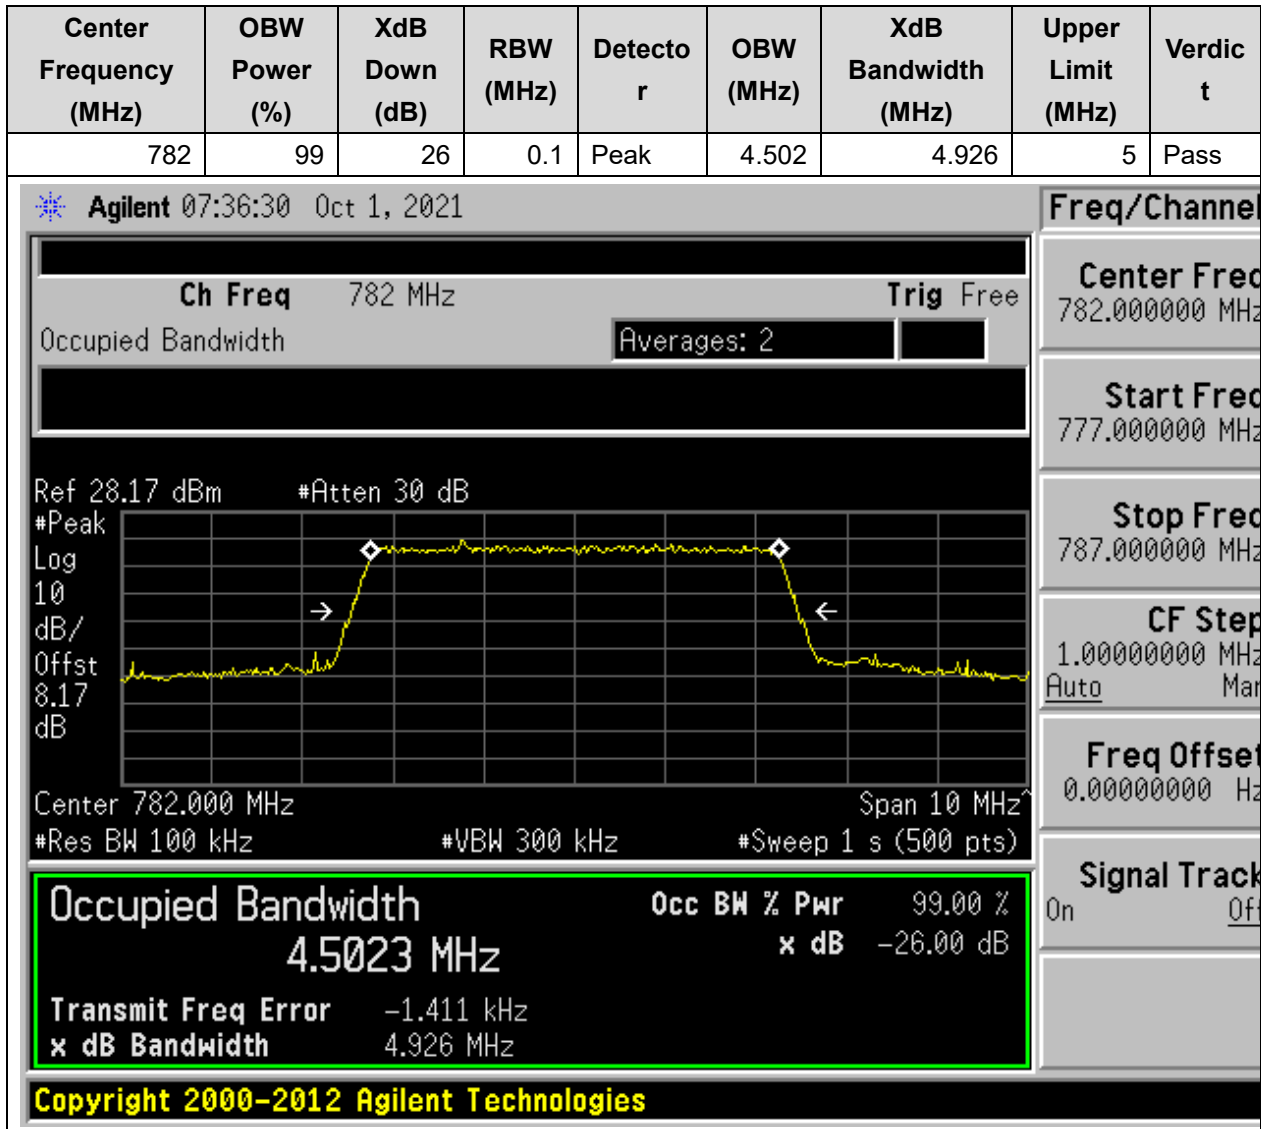 Center Frequency (MHz) OBW Power (%) XdB Down (dB) RBW (MHz) Detecto r OBW (MHz) XdB Bandwidth (MHz) Upper Limit (MHz) Verdic t
782 99 26 0.1 Peak 4.502 4.926 5 Pass
Agilent 07:36:30 Oct 1, 2021
Ch Freq 782 MHz Trig Free
Occupied Bandwidth Averages: 2
Ref 28.17 dBm #Atten 30 dB
#Peak
Log
10
dB/
Offst
8.17
dB
Center 782.000 MHz Span 10 MHz^
#Res BW 100 kHz #VBW 300 kHz #Sweep 1 s (500 pts)
Occupied Bandwidth Occ BW % Pwr 99.00 %
4.5023 MHz x dB -26.00 dB
Transmit Freq Error -1.411 kHz
x dB Bandwidth 4.926 MHz
Copyright 2000-2012 Agilent Technologies
Freq/Channel
Center Freq
782.000000 MHz
Start Freq
777.000000 MHz
Stop Freq
787.000000 MHz
CF Step
1.00000000 MHz
Auto Man
Freq Offset
0.00000000 Hz
Signal Track
On Off